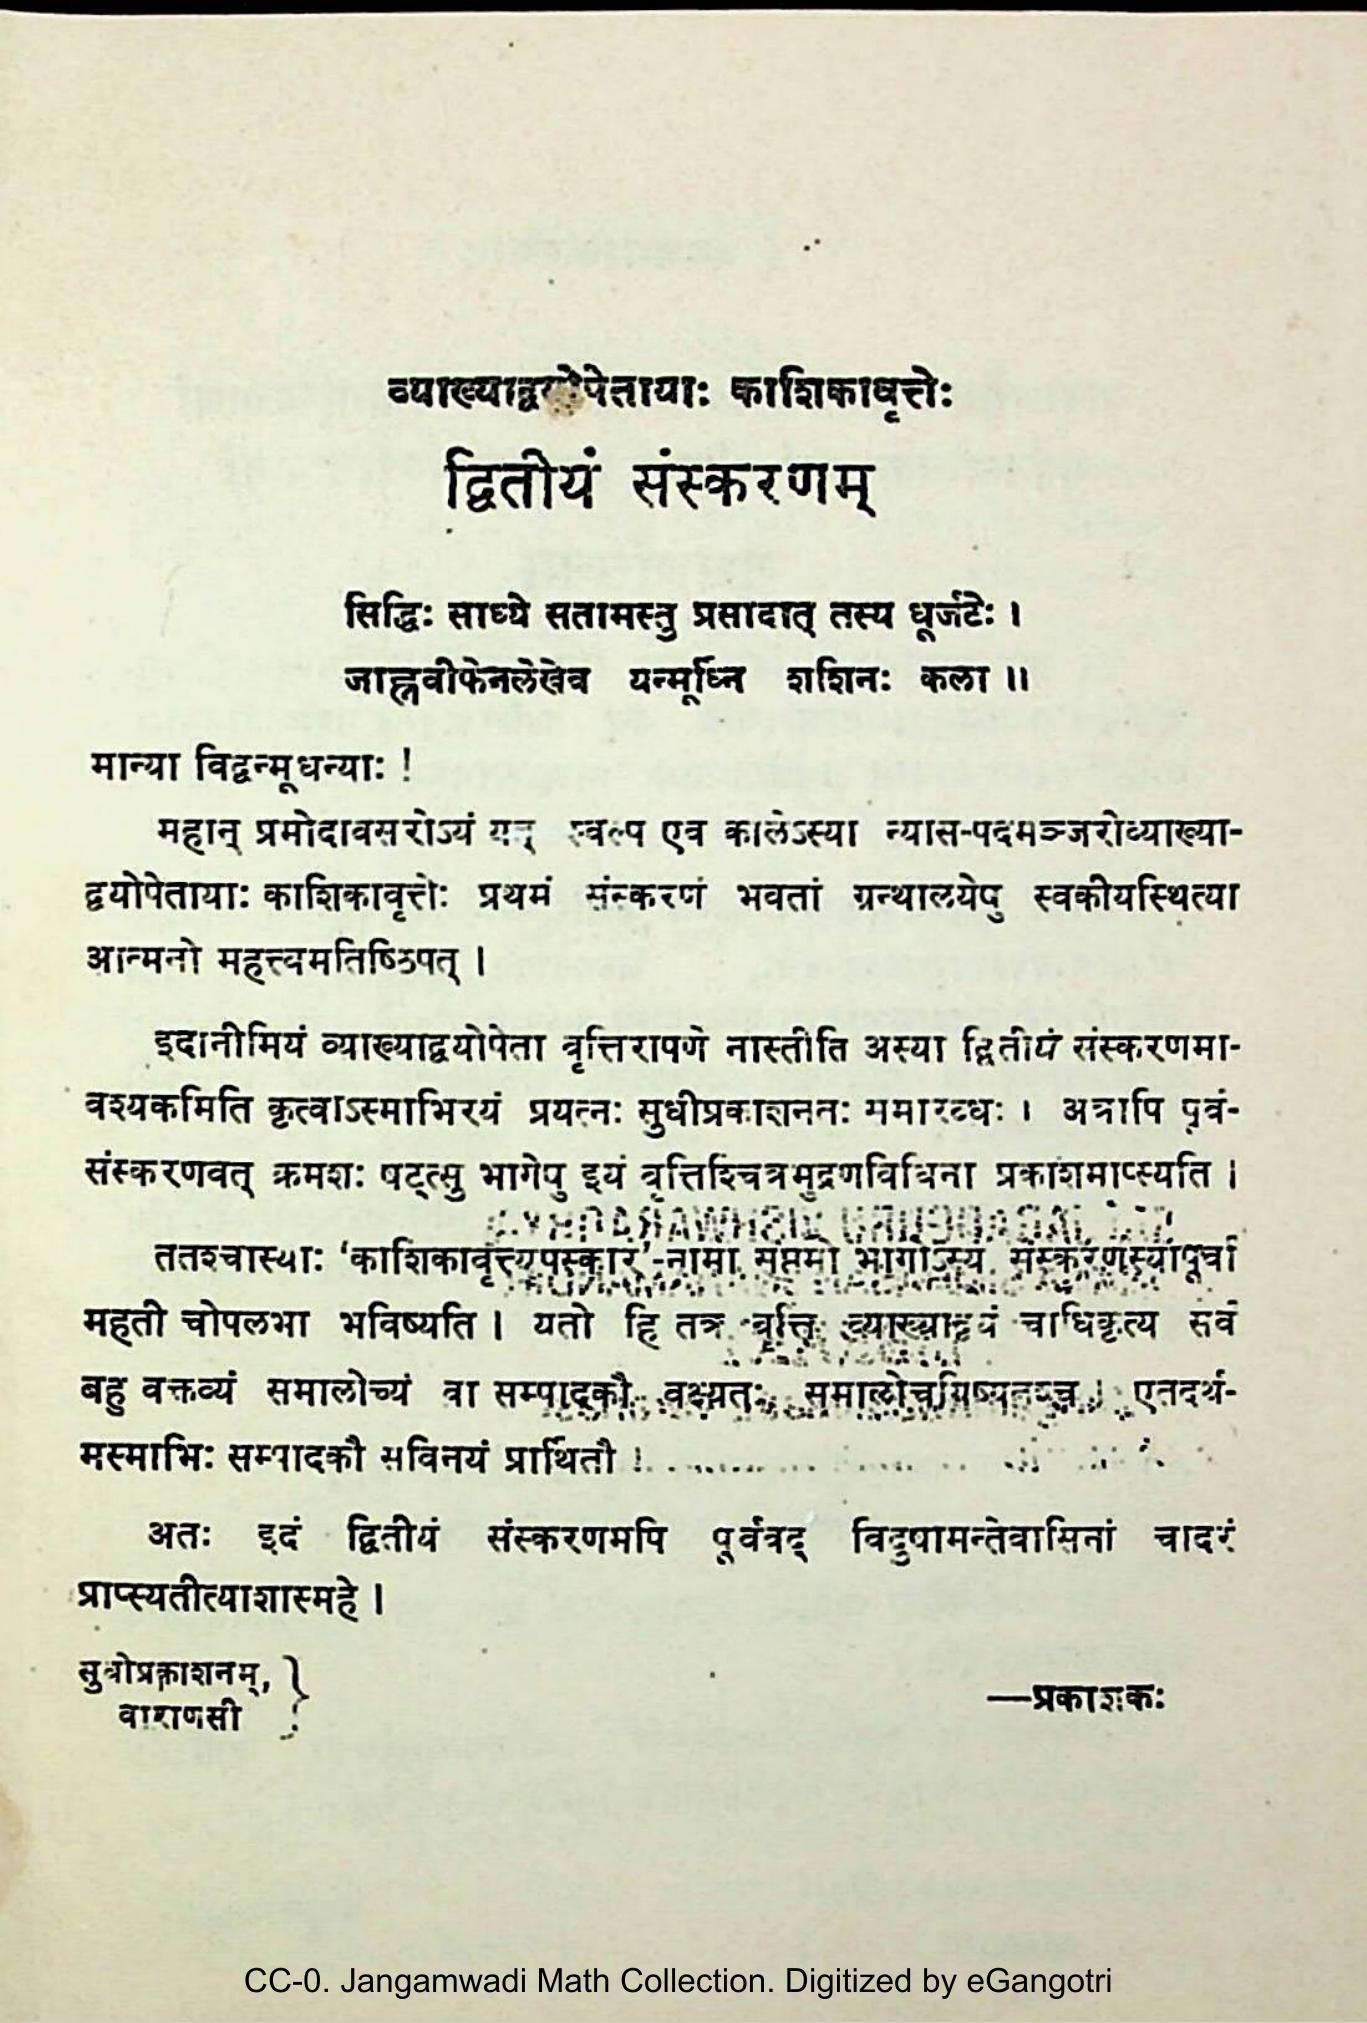 व्याख्याद्वयोपेतायाः काशिकावृत्तेः
द्वितीयं संस्करणम्
सिद्धिः साध्ये सतामस्तु प्रसादात् तस्य धूर्जटेः ।
जाह्नवीफेनलेखेव यन्मूर्ध्नि शशिनः कला ॥
मान्या विद्वन्मूधन्याः !
महान् प्रमोदावसरोऽयं यत् स्वल्प एव कालेऽस्या न्यास-पदमञ्जरीव्याख्या-
द्वयोपेतायाः काशिकावृत्तेः प्रथमं संस्करणं भवतां ग्रन्थालयेषु स्वकीयस्थित्या
आत्मनो महत्त्वमतिष्ठिपत् ।
इदानीमियं व्याख्याद्वयोपेता वृत्तिरापणे नास्तीति अस्या द्वितीयं संस्करणमा-
वश्यकमिति कृत्वाऽस्माभिरयं प्रयत्नः सुधीप्रकाशनतः समारब्धः । अत्रापि पूर्व-
संस्करणवत् क्रमशः षट्त्सु भागेषु इयं वृत्तिश्चित्रमुद्रणविधिना प्रकाशमाप्स्यति ।
ततश्चास्याः ‘काशिकावृत्त्युपस्कार’-नामा सप्तमो भागोऽस्य संस्करणस्यापूर्वा
महती चोपलभा भविष्यति । यतो हि तत्र वृत्ति व्याख्याद्वयं चाधिकृत्य सर्व
बहु वक्तव्यं समालोच्यं वा सम्पादकौ वक्ष्यतः समालोचयिष्यतश्च । एतदर्थ-
मस्माभिः सम्पादकौ सविनयं प्रार्थितौ ।
अतः इदं द्वितीयं संस्करणमपि पूर्ववद् विदुषामन्तेवासिनां चादरं
प्राप्स्यतीत्याशास्महे ।
सुधीप्रकाशनम्,
वाराणसी
—प्रकाशकः
CC-0. Jangamwadi Math Collection. Digitized by eGangotri